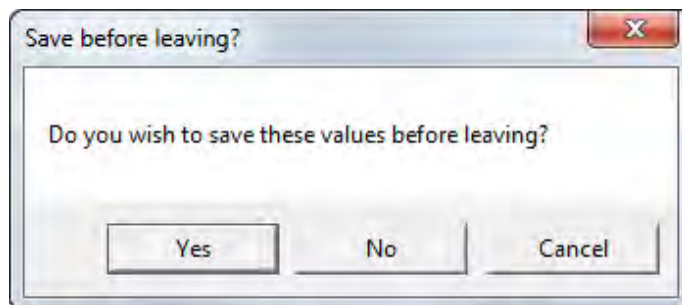 Save before leaving?
Do you wish to save these values before leaving?
Yes No Cancel